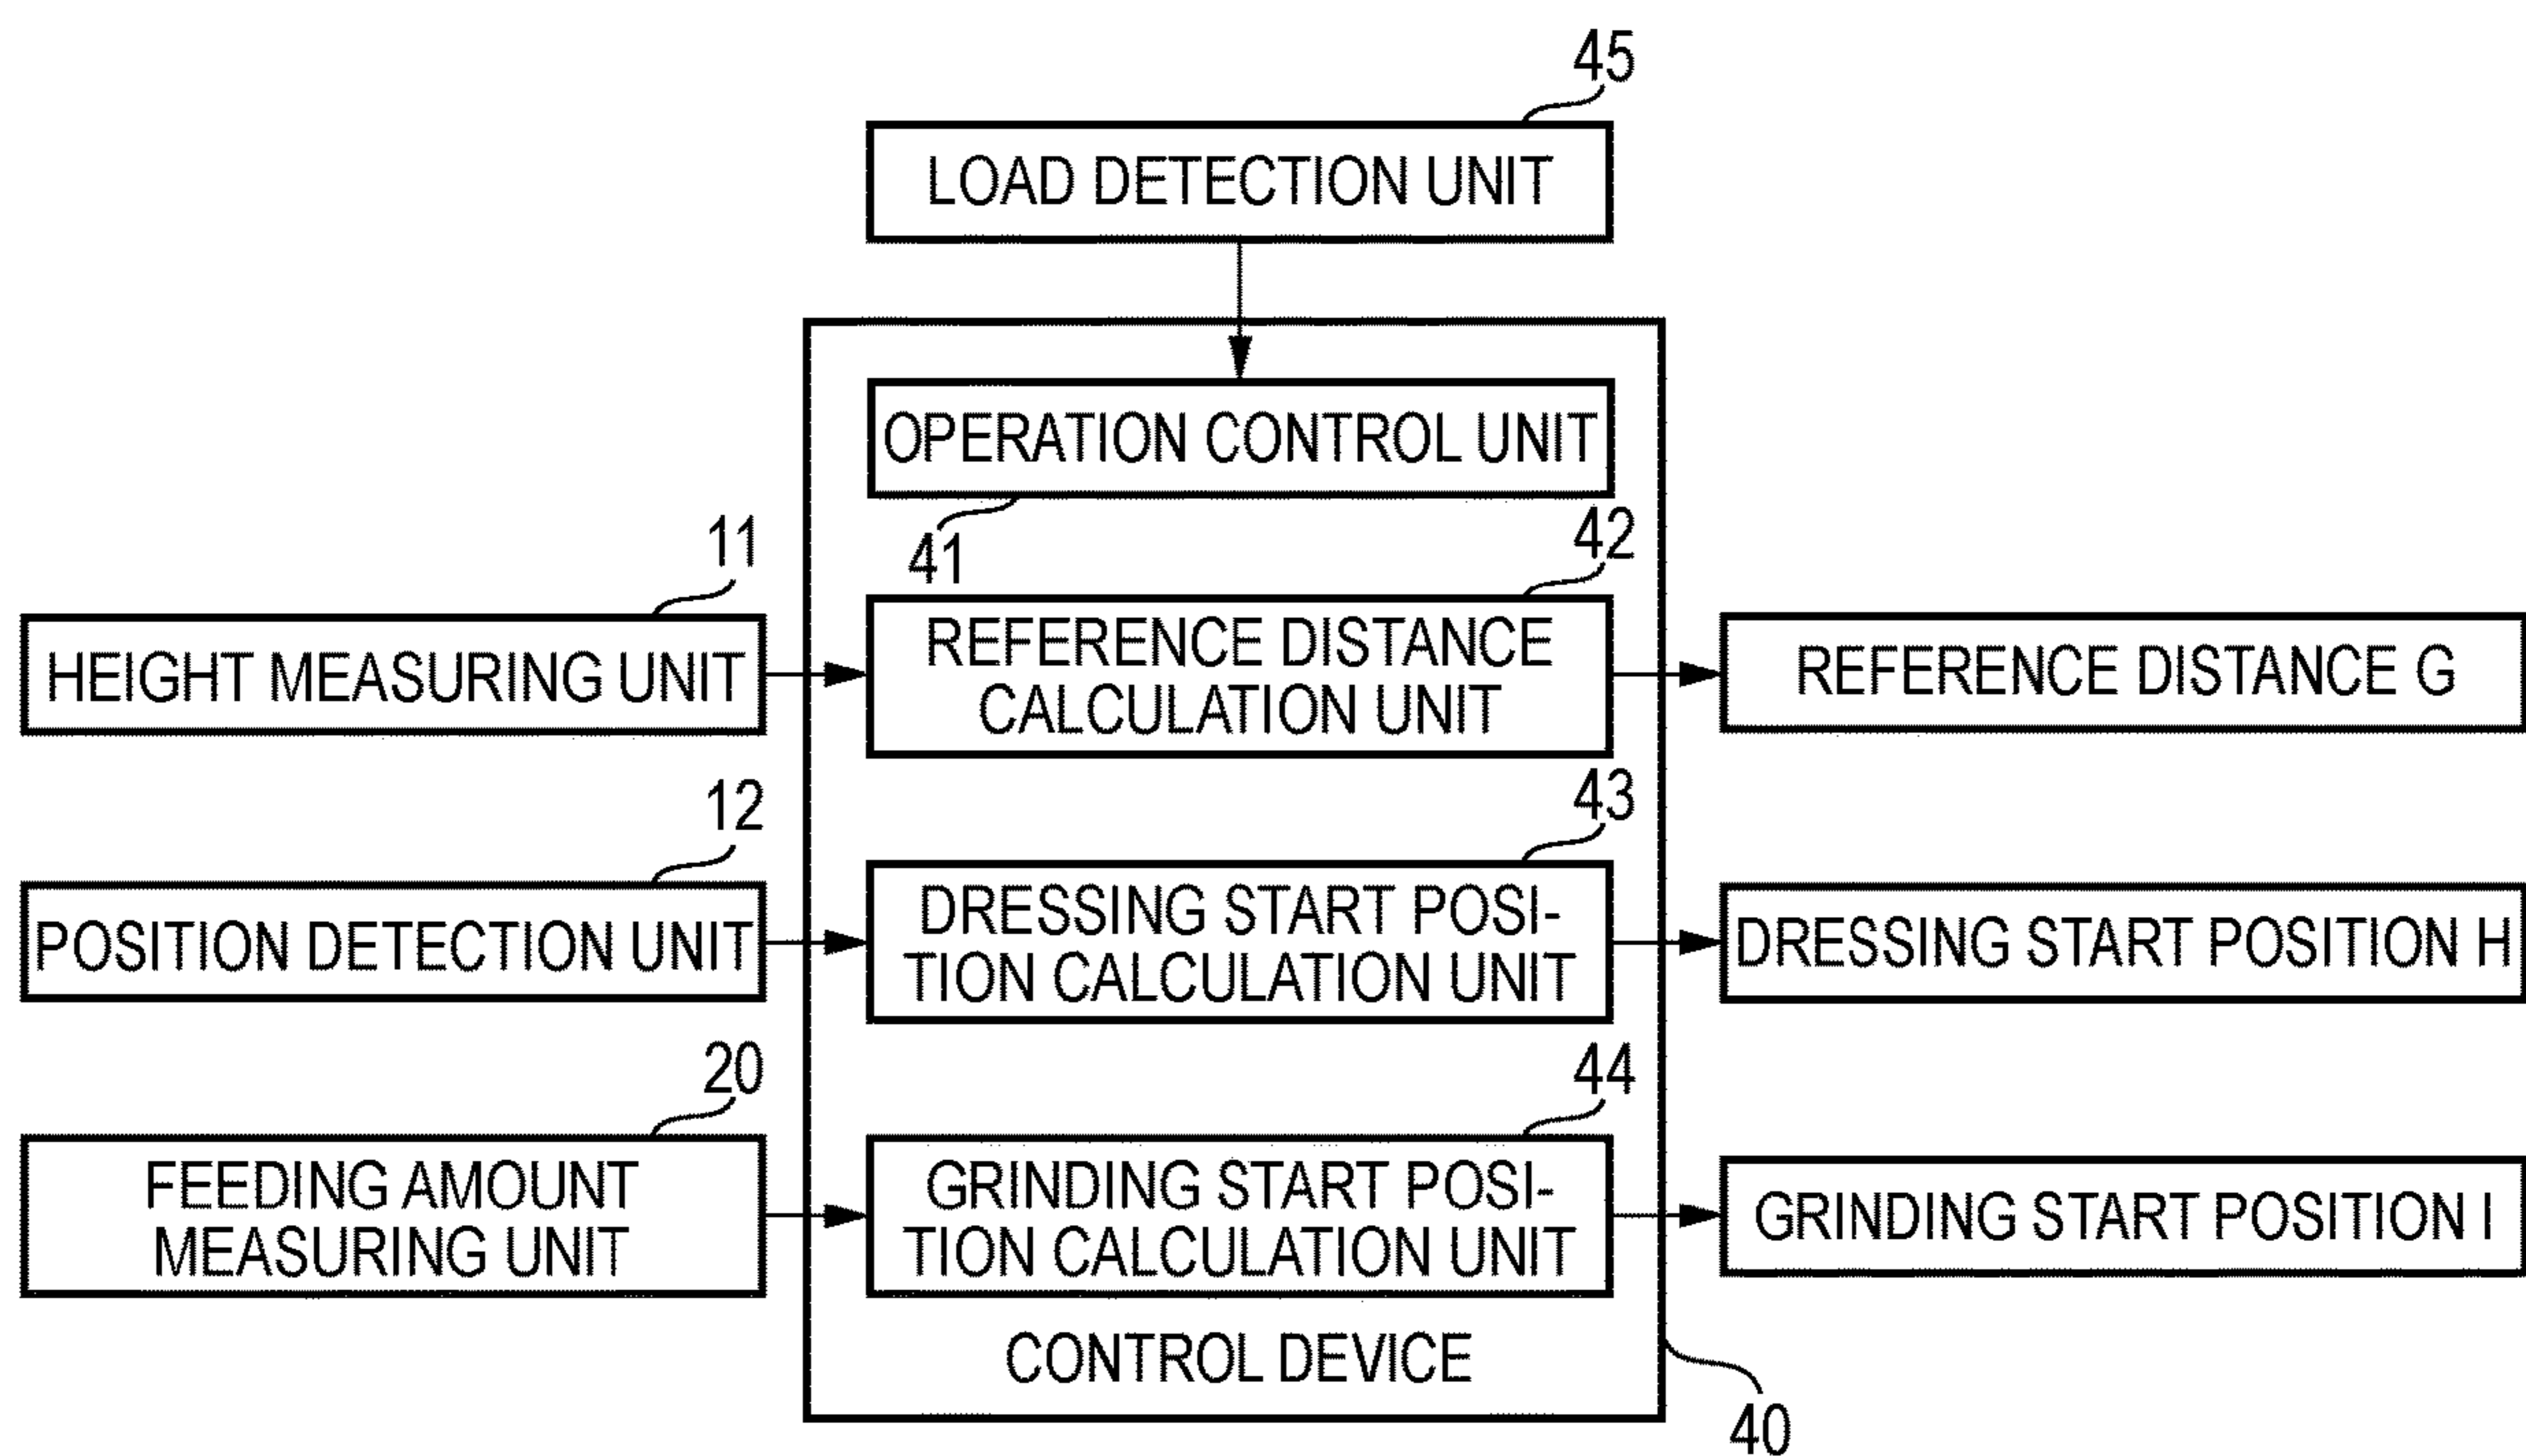 45
LOAD DETECTION UNIT
OPERATION CONTROL UNIT
41
11
HEIGHT MEASURING UNIT
42
REFERENCE DISTANCE
CALCULATION UNIT
REFERENCE DISTANCE G
12
POSITION DETECTION UNIT
43
DRESSING START POSI-
TION CALCULATION UNIT
DRESSING START POSITION H
20
FEEDING AMOUNT
MEASURING UNIT
44
GRINDING START POSI-
TION CALCULATION UNIT
GRINDING START POSITION I
CONTROL DEVICE
40